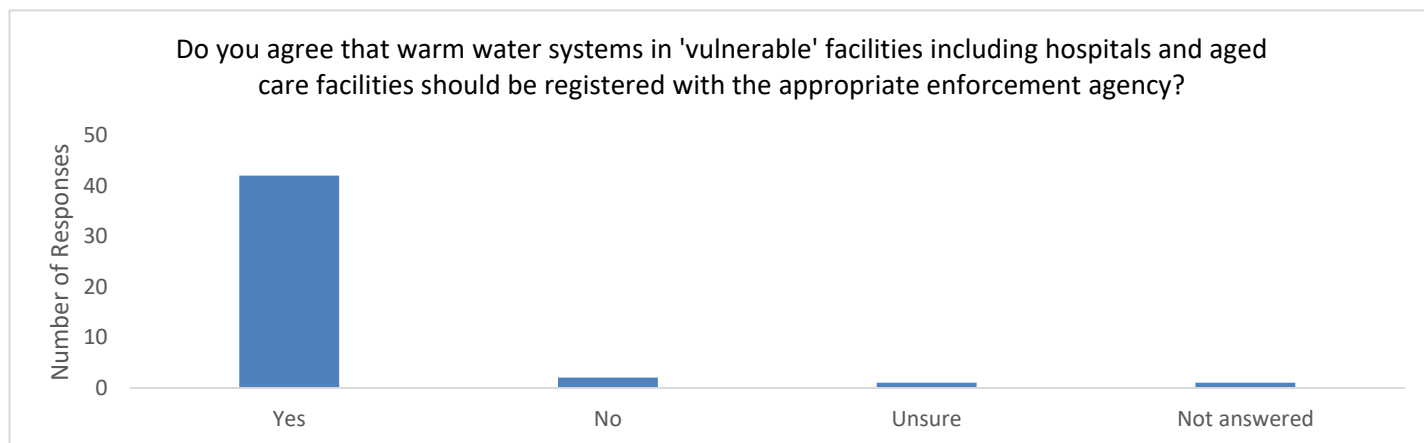 Do you agree that warm water systems in 'vulnerable' facilities including hospitals and aged
care facilities should be registered with the appropriate enforcement agency?
Number of Responses
50
40
30
20
10
0
Yes
No
Unsure
Not answered